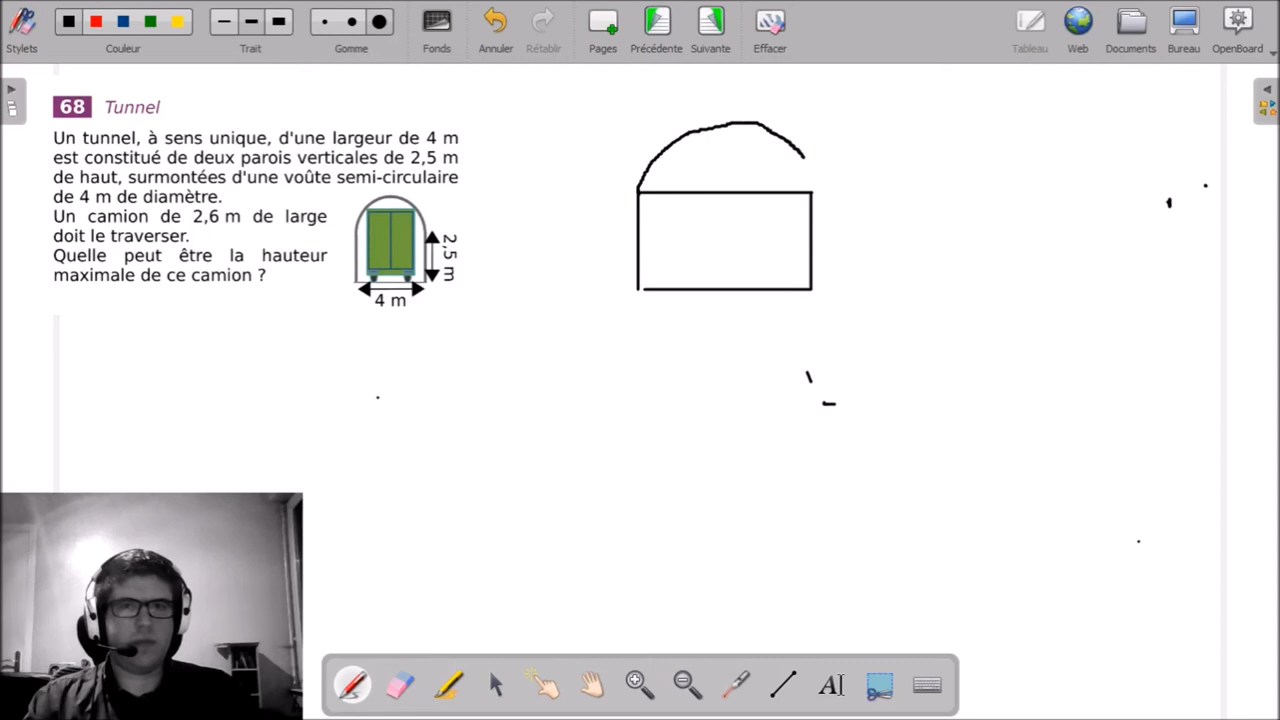 Stylets
Couleur
Trait
Gomme
Fonds
Annuler
Rétablir
Pages
Précédente
Suivante
Effacer
Tableau
Web
Documents
Bureau
OpenBoard
68 Tunnel
Un tunnel, à sens unique, d'une largeur de 4 m
est constitué de deux parois verticales de 2,5 m
de haut, surmontées d'une voûte semi-circulaire
de 4 m de diamètre.
Un camion de 2,6 m de large
doit le traverser.
Quelle peut être la hauteur
maximale de ce camion ?
2,5 m
4 m
AI